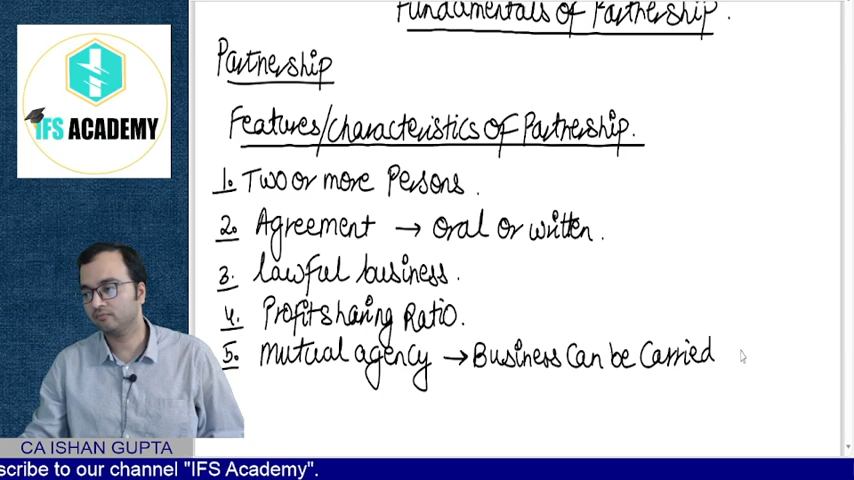 Fundamentals of Partnership.
Partnership
IFS ACADEMY
Features/characteristics of Partnership.
1. Two or more Persons.
2. Agreement → oral or written.
3. lawful business.
4. Profit sharing Ratio.
5. mutual agency → Business can be carried
CA ISHAN GUPTA
scribe to our channel "IFS Academy".